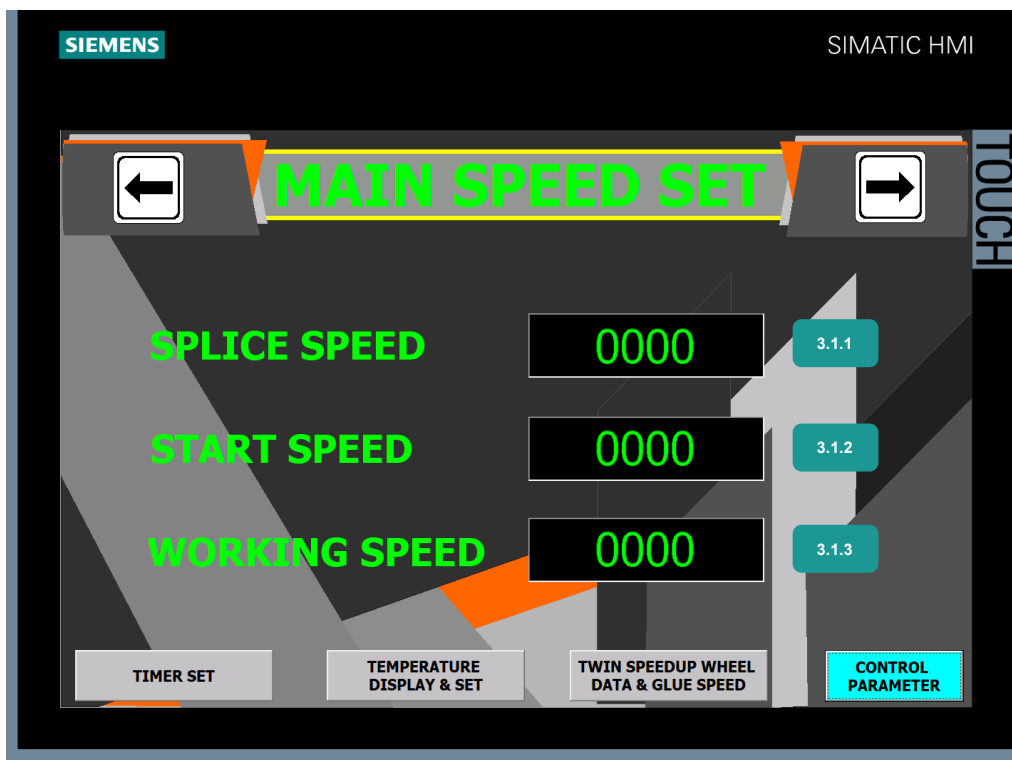 SIEMENS
SIMATIC HMI
TOUCH
MAIN SPEED SET
SPLICE SPEED 0000 3.1.1
START SPEED 0000 3.1.2
WORKING SPEED 0000 3.1.3
TIMER SET
TEMPERATURE
DISPLAY & SET
TWIN SPEEDUP WHEEL
DATA & GLUE SPEED
CONTROL
PARAMETER